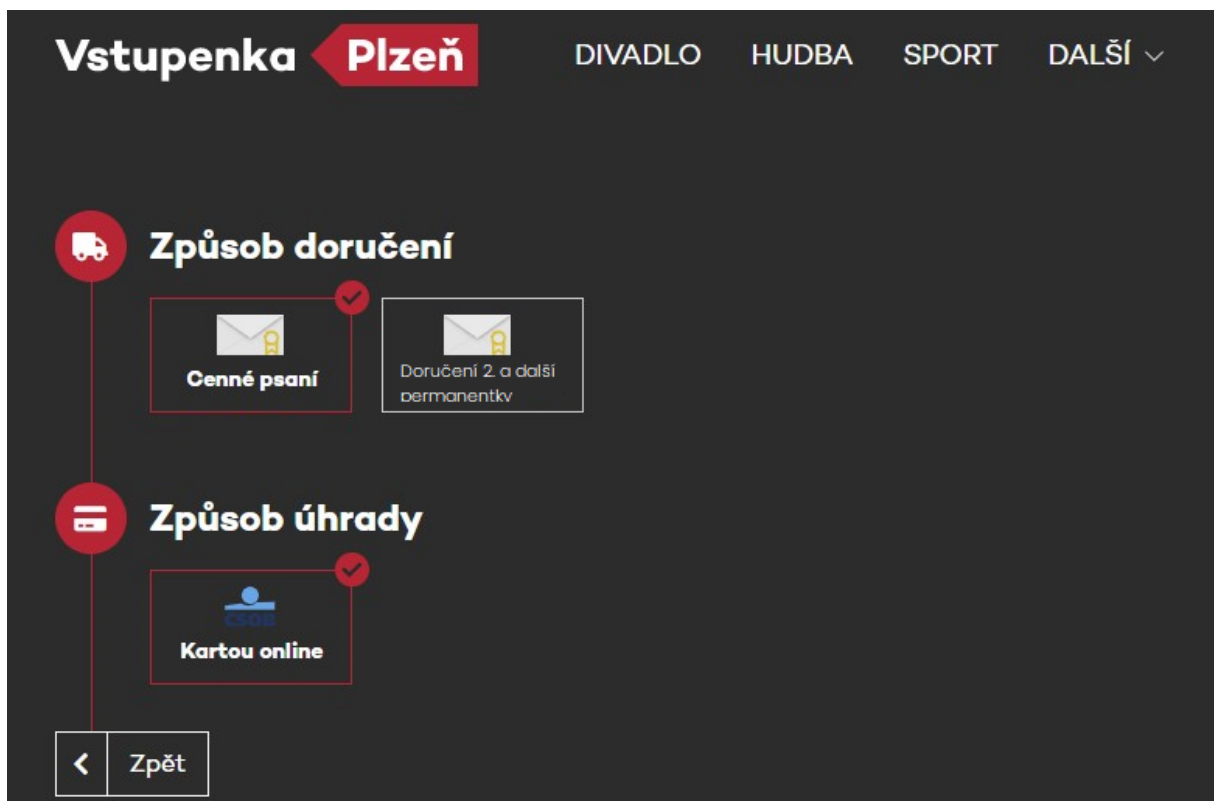 Vstupenka Plzeň DIVADLO HUDBA SPORT DALŠÍ
Způsob doručení
Cenné psaní
Doručení 2. a další
permanentky
Způsob úhrady
ČSOB
Kartou online
Zpět